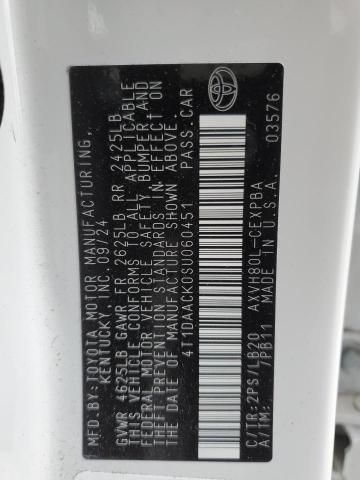 MFD.BY:TOYOTA MOTOR MANUFACTURING,
KENTUCKY, INC. 09/24
GVWR 4625LB GAWR FR 2625LB RR 2425LB
THIS VEHICLE CONFORMS TO ALL APPLICABLE
FEDERAL MOTOR VEHICLE SAFETY, BUMPER, AND
THEFT PREVENTION STANDARDS IN EFFECT ON
THE DATE OF MANUFACTURE SHOWN ABOVE.
4T1DAACK0SU060451 PASS.CAR
C/TR:2PS/LB20 AXVH80L-CEXPBA
A/TM: /PB11 MADE IN U.S.A.
03576